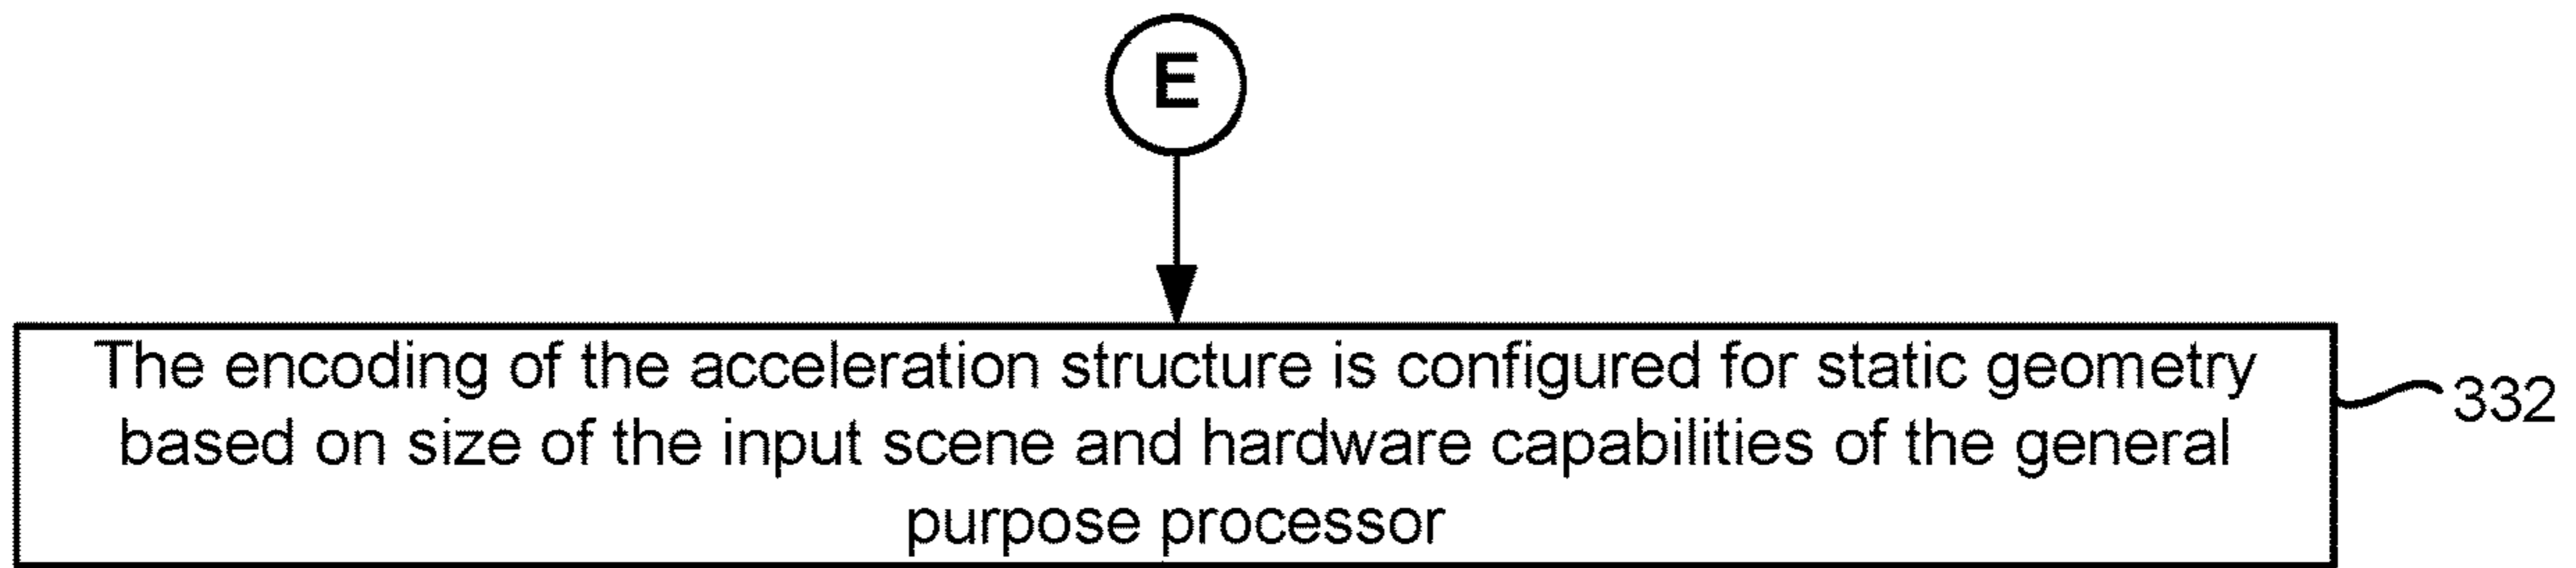 E
The encoding of the acceleration structure is configured for static geometry
based on size of the input scene and hardware capabilities of the general
purpose processor
332